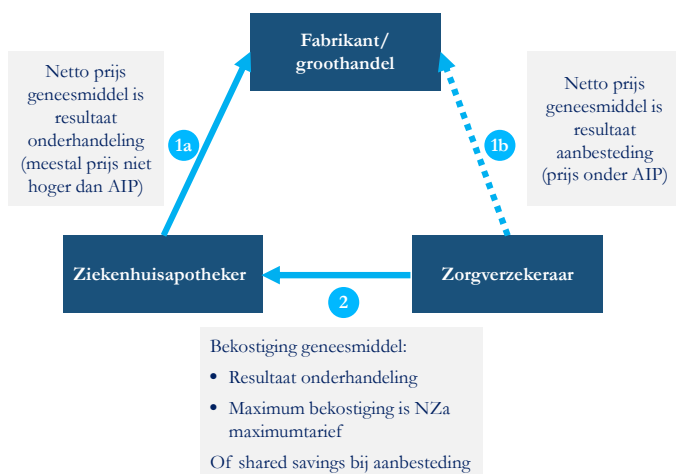 Fabrikant/
groothandel
Netto prijs
geneesmiddel is
resultaat
onderhandeling
(meestal prijs niet
hoger dan AIP)
1a
1b
Netto prijs
geneesmiddel is
resultaat
aanbesteding
(prijs onder AIP)
Ziekenhuisapotheker
Zorgverzekeraar
2
Bekostiging geneesmiddel:
• Resultaat onderhandeling
• Maximum bekostiging is NZa
maximumtarief
Of shared savings bij aanbesteding